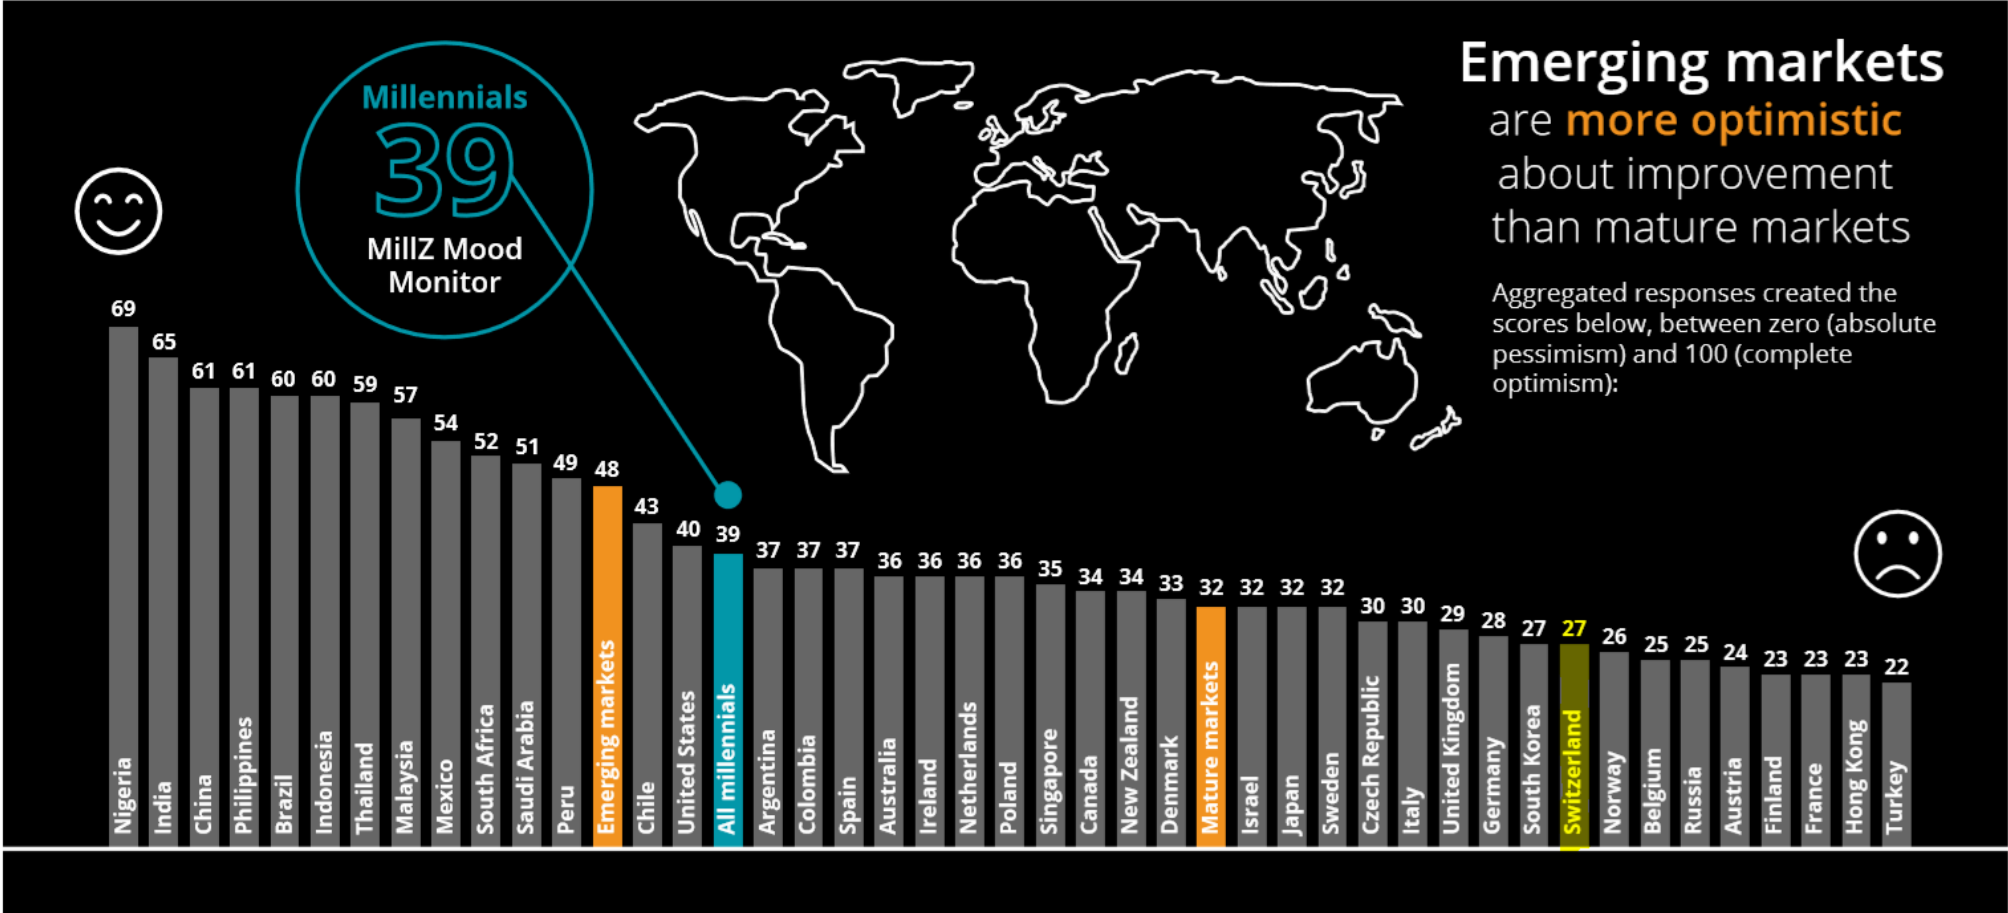 Emerging markets
are more optimistic
about improvement
than mature markets
Aggregated responses created the
scores below, between zero (absolute
pessimism) and 100 (complete
optimism):
Millennials
39
MillZ Mood
Monitor
69
65
61
61
60
60
59
57
54
52
51
49
48
43
40
39
37
37
37
36
36
36
36
35
34
34
33
32
32
32
32
30
30
29
28
27
27
26
25
25
24
23
23
23
22
Nigeria
India
China
Philippines
Brazil
Indonesia
Thailand
Malaysia
Mexico
South Africa
Saudi Arabia
Peru
Emerging markets
Chile
United States
All millennials
Argentina
Colombia
Spain
Australia
Ireland
Netherlands
Poland
Singapore
Canada
New Zealand
Denmark
Mature markets
Israel
Japan
Sweden
Czech Republic
Italy
United Kingdom
Germany
South Korea
Switzerland
Norway
Belgium
Russia
Austria
Finland
France
Hong Kong
Turkey